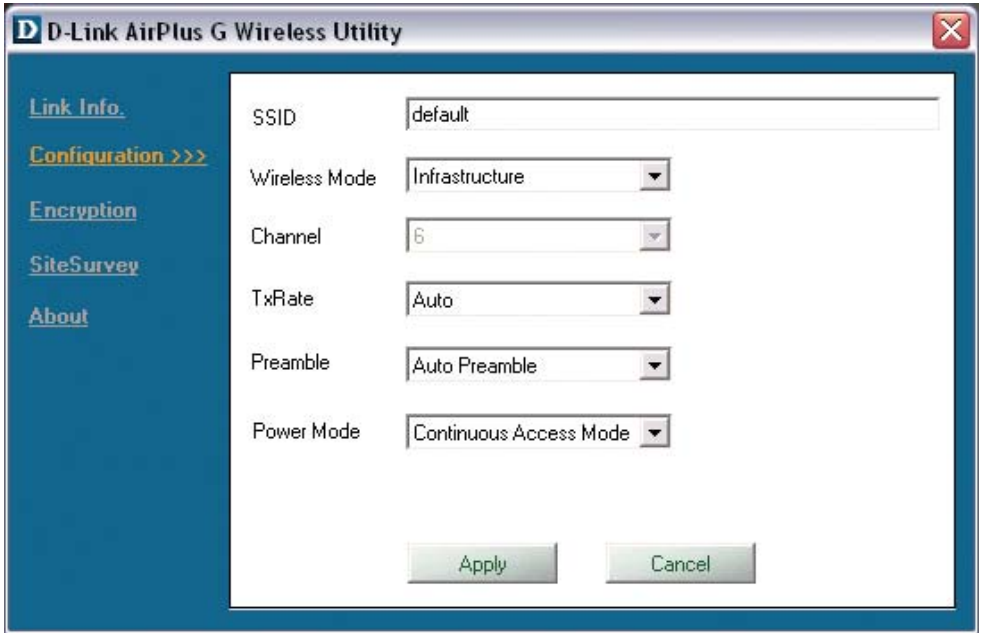 D D-Link AirPlus G Wireless Utility
Link Info.
Configuration >>>
Encryption
SiteSurvey
About
SSID default
Wireless Mode Infrastructure
Channel 6
TxRate Auto
Preamble Auto Preamble
Power Mode Continuous Access Mode
Apply Cancel